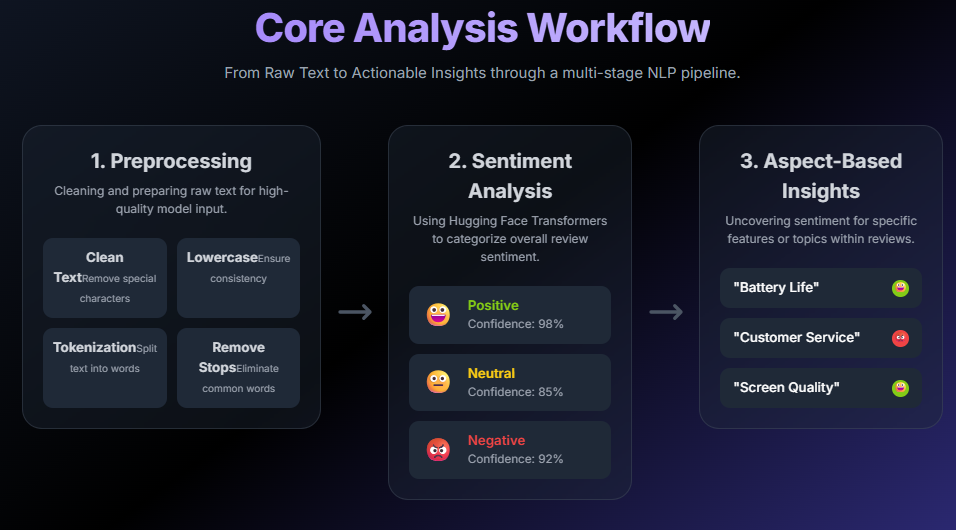 Core Analysis Workflow
From Raw Text to Actionable Insights through a multi-stage NLP pipeline.
1. Preprocessing
Cleaning and preparing raw text for high-
quality model input.
Clean
TextRemove special
characters
LowercaseEnsure
consistency
TokenizationSplit
text into words
Remove
StopsEliminate
common words
2. Sentiment
Analysis
Using Hugging Face Transformers
to categorize overall review
sentiment.
Positive
Confidence: 98%
Neutral
Confidence: 85%
Negative
Confidence: 92%
3. Aspect-Based
Insights
Uncovering sentiment for specific
features or topics within reviews.
"Battery Life"
"Customer Service"
"Screen Quality"